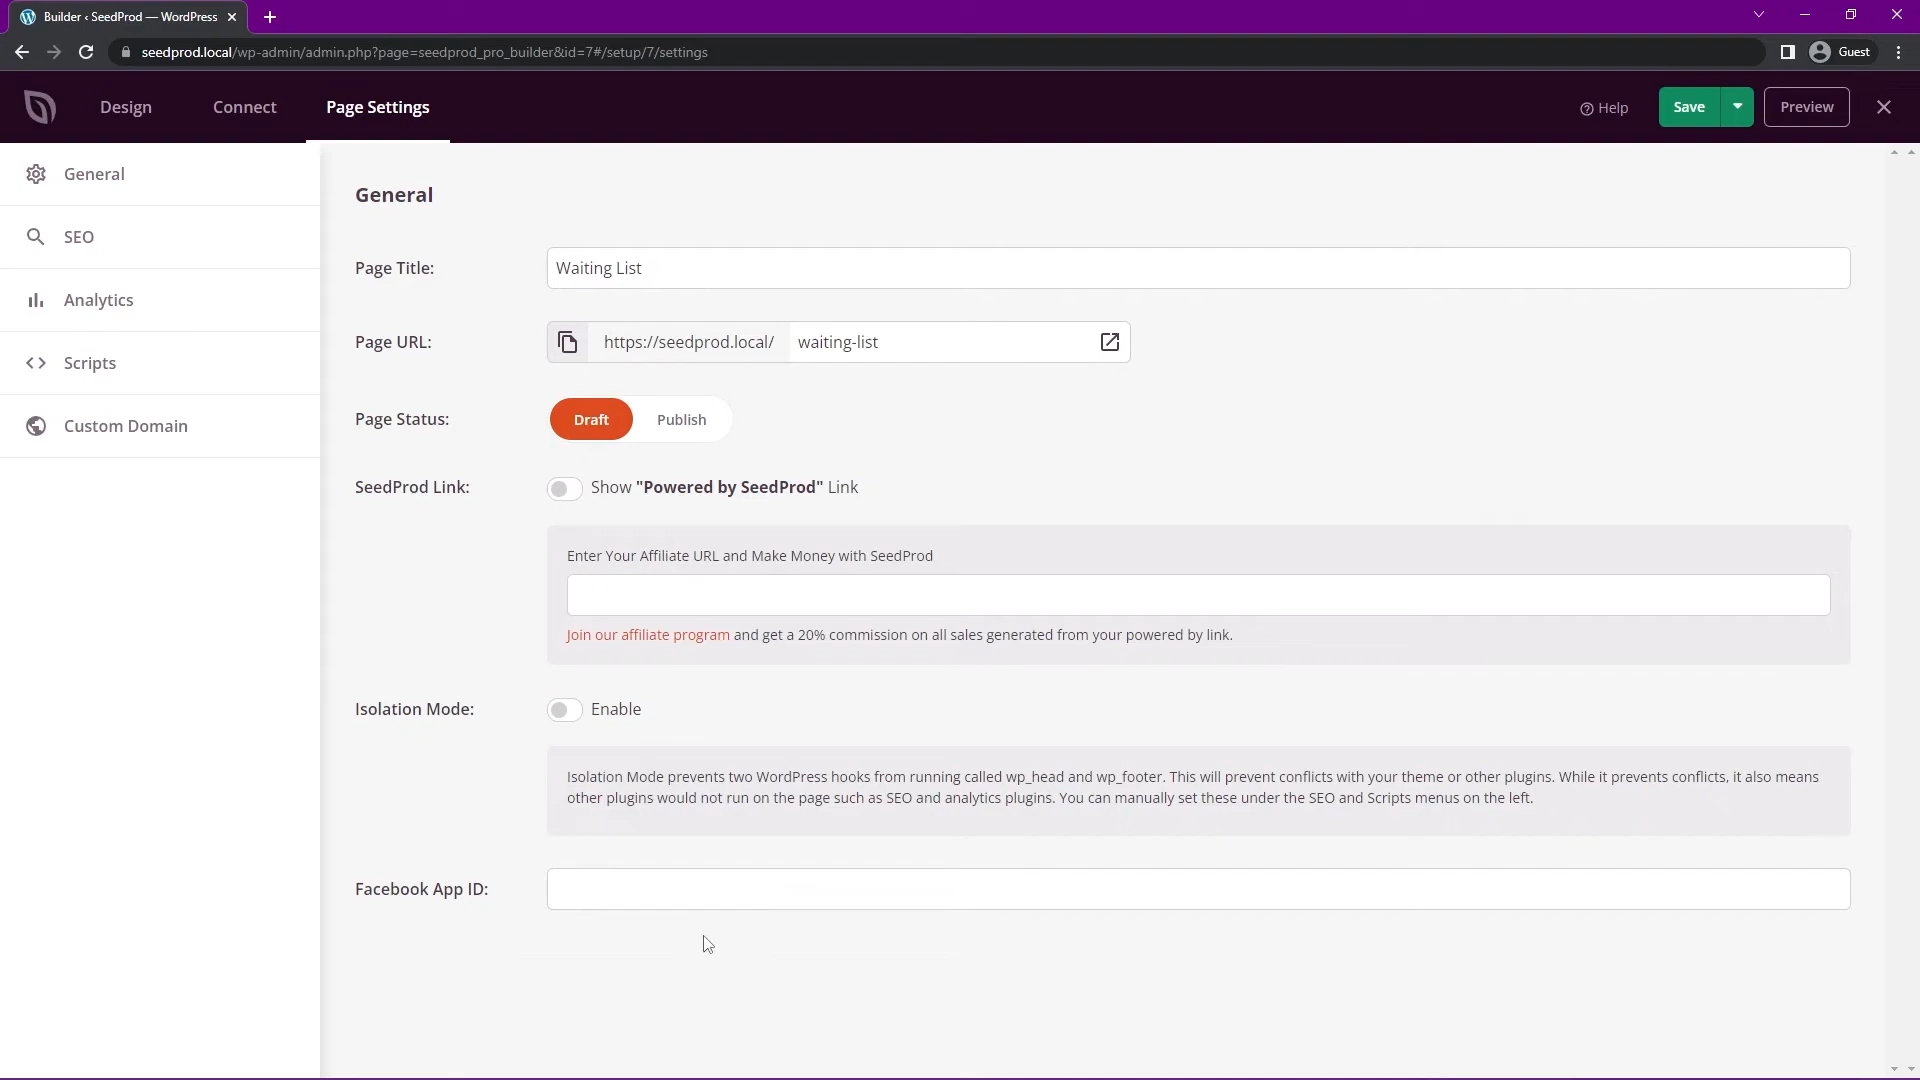 Builder ‹ SeedProd — WordPress
seedprod.local/wp-admin/admin.php?page=seedprod_pro_builder&id=7#/setup/7/settings
Guest
Design
Connect
Page Settings
Help
Save
Preview
General
SEO
Analytics
Scripts
Custom Domain
General
Page Title:
Waiting List
Page URL:
https://seedprod.local/
waiting-list
Page Status:
Draft
Publish
SeedProd Link:
Show "Powered by SeedProd" Link
Enter Your Affiliate URL and Make Money with SeedProd
Join our affiliate program and get a 20% commission on all sales generated from your powered by link.
Isolation Mode:
Enable
Isolation Mode prevents two WordPress hooks from running called wp_head and wp_footer. This will prevent conflicts with your theme or other plugins. While it prevents conflicts, it also means
other plugins would not run on the page such as SEO and analytics plugins. You can manually set these under the SEO and Scripts menus on the left.
Facebook App ID: